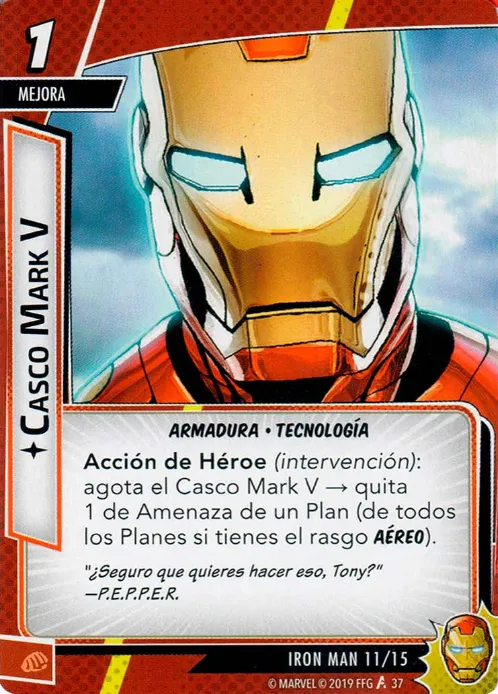 1
MEJORA
CASCO MARK V
ARMADURA • TECNOLOGÍA
Acción de Héroe (intervención):
agota el Casco Mark V → quita
1 de Amenaza de un Plan (de todos
los Planes si tienes el rasgo AÉREO).
"¿Seguro que quieres hacer eso, Tony?"
—P.E.P.P.E.R.
IRON MAN 11/15
© MARVEL © 2019 FFG 37